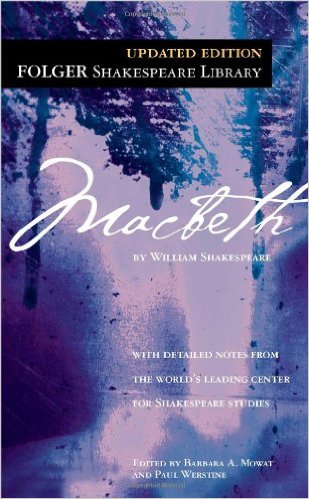 UPDATED EDITION
FOLGER SHAKESPEARE LIBRARY
Macbeth
BY WILLIAM SHAKESPEARE
WITH DETAILED NOTES FROM
THE WORLD'S LEADING CENTER
FOR SHAKESPEARE STUDIES
EDITED BY BARBARA A. MOWAT
AND PAUL WERSTINE